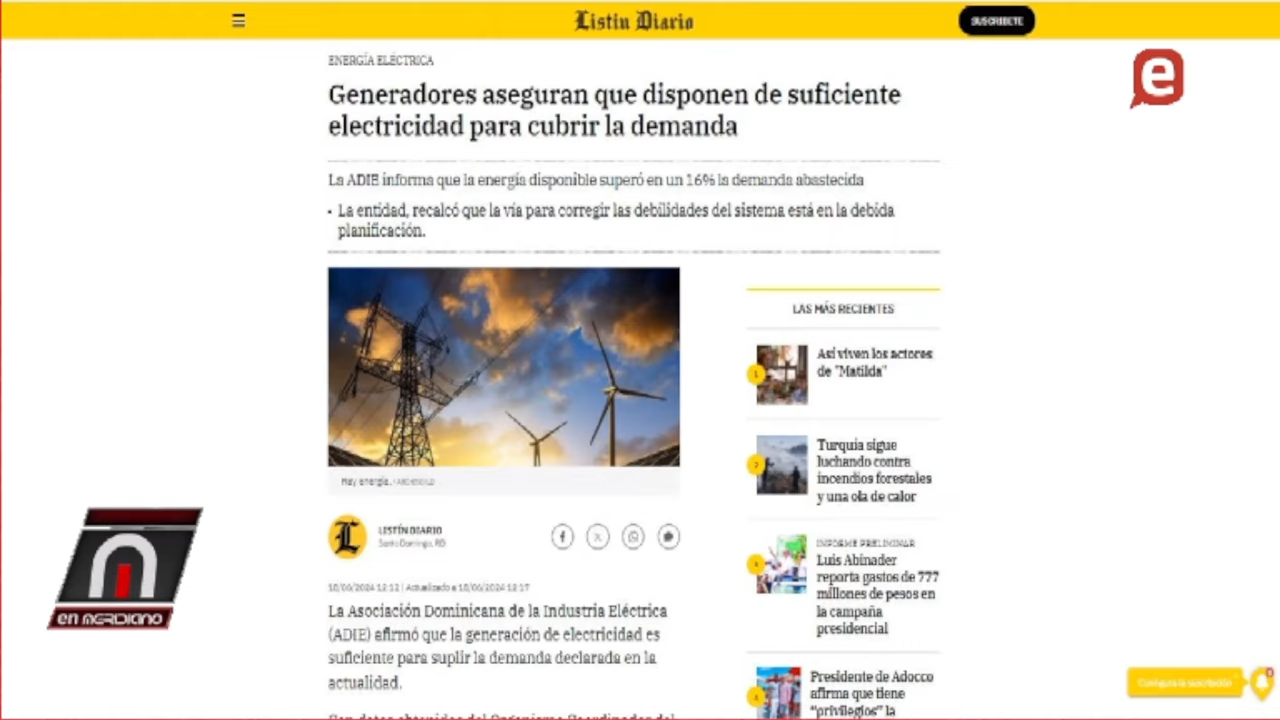 Listín Diario
SUSCRÍBETE
e
ENERGÍA ELÉCTRICA
Generadores aseguran que disponen de suficiente
electricidad para cubrir la demanda
La ADIE informa que la energía disponible superó en un 16% la demanda abastecida
• La entidad, recalcó que la vía para corregir las debilidades del sistema está en la debida
planificación.
Hay energía.
LISTÍN DIARIO
Santo Domingo, RD
18/06/2024 12:12 | Actualizado a 18/06/2024 12:17
La Asociación Dominicana de la Industria Eléctrica
(ADIE) afirmó que la generación de electricidad es
suficiente para suplir la demanda declarada en la
actualidad.
LAS MÁS RECIENTES
1
Así viven los actores
de "Matilda"
2
Turquía sigue
luchando contra
incendios forestales
y una ola de calor
INFORME PRELIMINAR
Luis Abinader
reporta gastos de 777
millones de pesos en
la campaña
presidencial
Presidente de Adocco
afirma que tiene
"privilegios" la
en MERIDIANO
Configura la suscripción